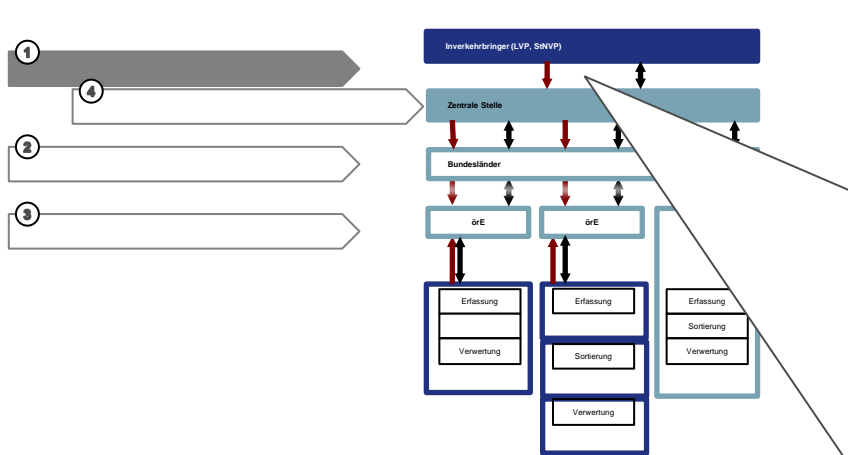 1
4
2
3
Inverkehrbringer (LVP, StNVP)
Zentrale Stelle
Bundesländer
örE
örE
Erfassung
Verwertung
Erfassung
Sortierung
Verwertung
Erfassung
Sortierung
Verwertung